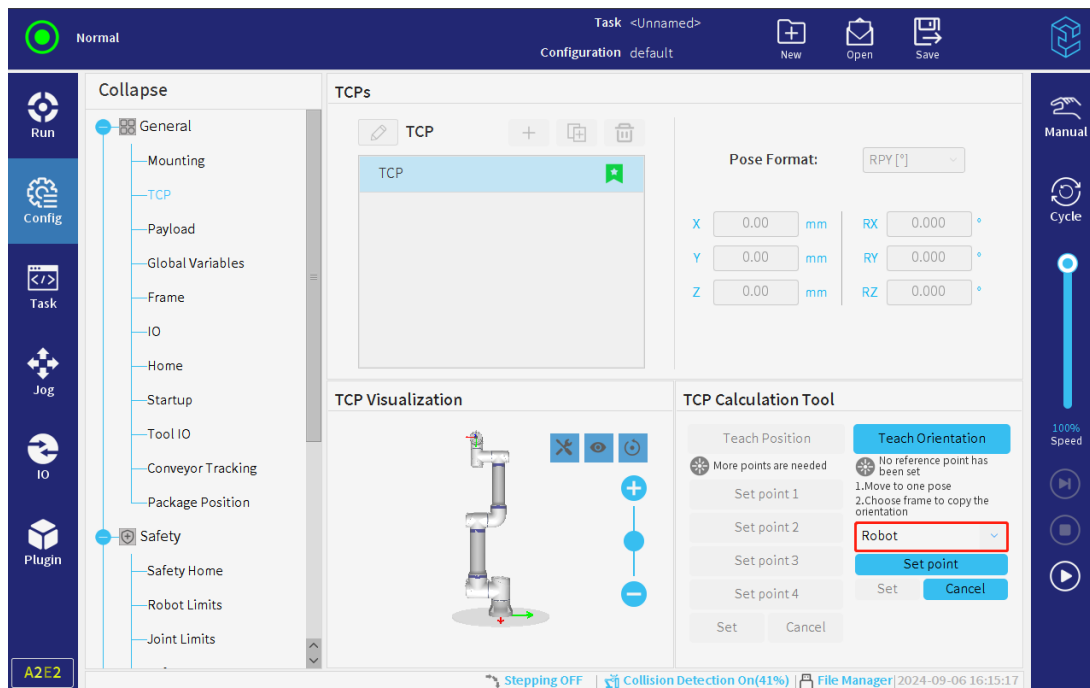 Normal
Task <Unnamed>
Configuration default
New
Open
Save
Run
Config
Task
Jog
IO
Plugin
A2E2
Collapse
General
Mounting
TCP
Payload
Global Variables
Frame
IO
Home
Startup
Tool IO
Conveyor Tracking
Package Position
Safety
Safety Home
Robot Limits
Joint Limits
TCPs
TCP
TCP
Pose Format: RPY [°]
X 0.00 mm RX 0.000 °
Y 0.00 mm RY 0.000 °
Z 0.00 mm RZ 0.000 °
TCP Visualization
TCP Calculation Tool
Teach Position
More points are needed
Set point 1
Set point 2
Set point 3
Set point 4
Set Cancel
Teach Orientation
No reference point has
been set
1.Move to one pose
2.Choose frame to copy the
orientation
Robot
Set point
Set Cancel
Manual
Cycle
100%
Speed
Stepping OFF | Collision Detection On(41%) | File Manager | 2024-09-06 16:15:17